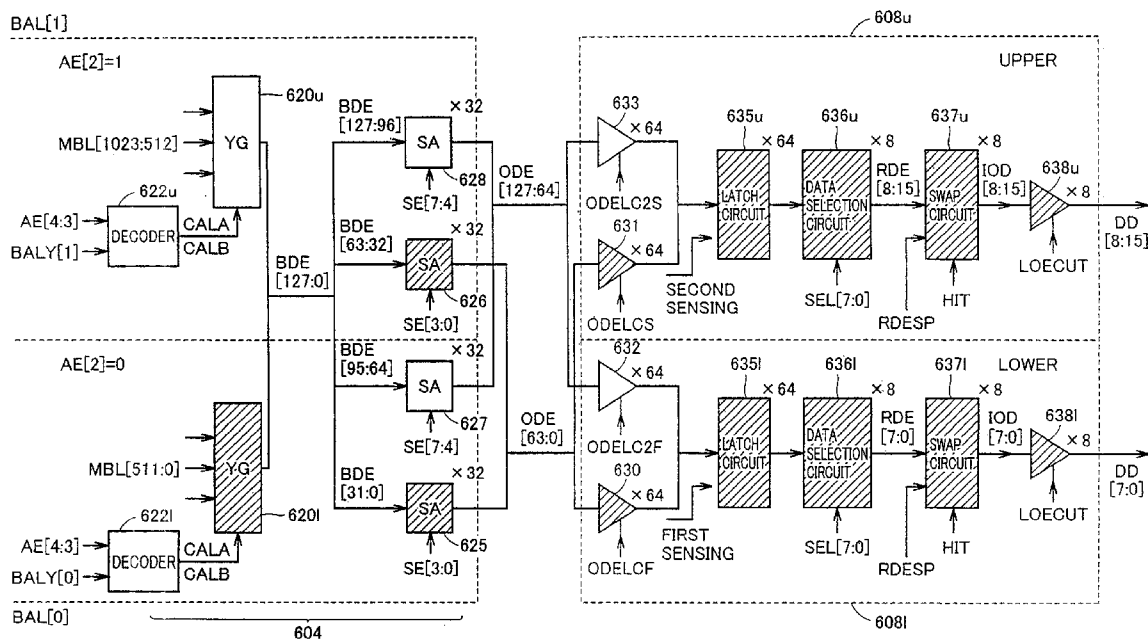 BAL[1]
608u
AE[2]=1
UPPER
620u
× 32
BDE
[127:96]
633
× 64
635u
× 64
636u
× 8
637u
× 8
MBL[1023:512]
YG
SA
628
SE[7:4]
ODE
[127:64]
ODELC2S
LATCH
CIRCUIT
DATA
SELECTION
CIRCUIT
RDE
[8:15]
SWAP
CIRCUIT
IOD
[8:15]
638u
× 8
622u
AE[4:3]
BALY[1]
DECODER
CALA
CALB
BDE
[127:0]
BDE
[63:32]
× 32
SA
626
SE[3:0]
631
× 64
ODELCS
SECOND
SENSING
SEL[7:0]
RDESP
HIT
LOECUT
DD
[8:15]
AE[2]=0
BDE
[95:64]
× 32
SA
627
SE[7:4]
632
× 64
ODELC2F
635l
× 64
636l
× 8
637l
× 8
LOWER
ODE
[63:0]
LATCH
CIRCUIT
DATA
SELECTION
CIRCUIT
RDE
[7:0]
SWAP
CIRCUIT
IOD
[7:0]
638l
× 8
MBL[511:0]
YG
620l
BDE
[31:0]
× 32
SA
625
SE[3:0]
630
× 64
ODELCF
FIRST
SENSING
SEL[7:0]
RDESP
HIT
LOECUT
DD
[7:0]
622l
AE[4:3]
BALY[0]
DECODER
CALA
CALB
BAL[0]
604
608l